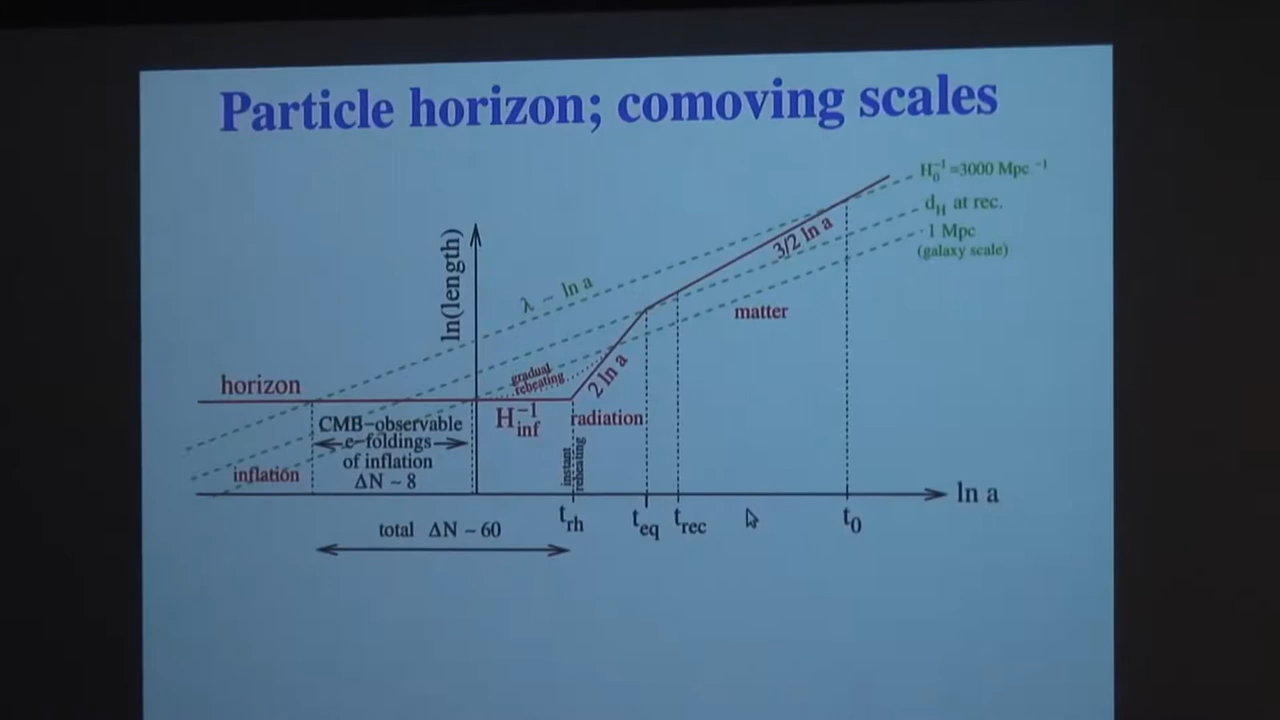 Particle horizon; comoving scales
H₀⁻¹=3000 Mpc⁻¹
d_H at rec.
1 Mpc
(galaxy scale)
ln(length)
λ ~ ln a
3/2 ln a
matter
horizon
gradual
reheating
2 ln a
CMB-observable
e-foldings
of inflation
ΔN ~ 8
H_inf⁻¹
radiation
inflation
instant
reheating
ln a
total ΔN ~ 60
t_rh
t_eq
t_rec
t₀